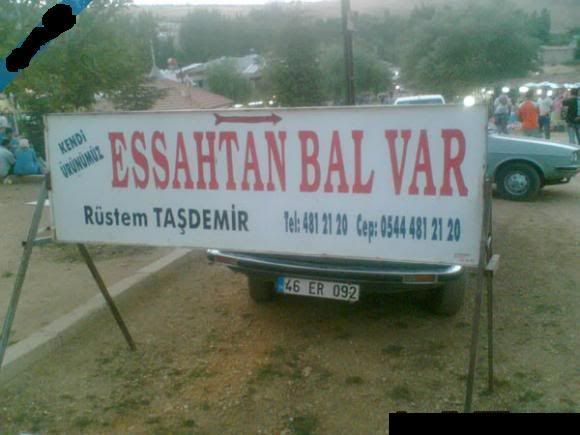 KENDİ
ÜRÜNÜMÜZ
ESSAHTAN BAL VAR
Rüstem TAŞDEMİR
Tel: 481 21 20 Cep: 0544 481 21 20
46 ER 092